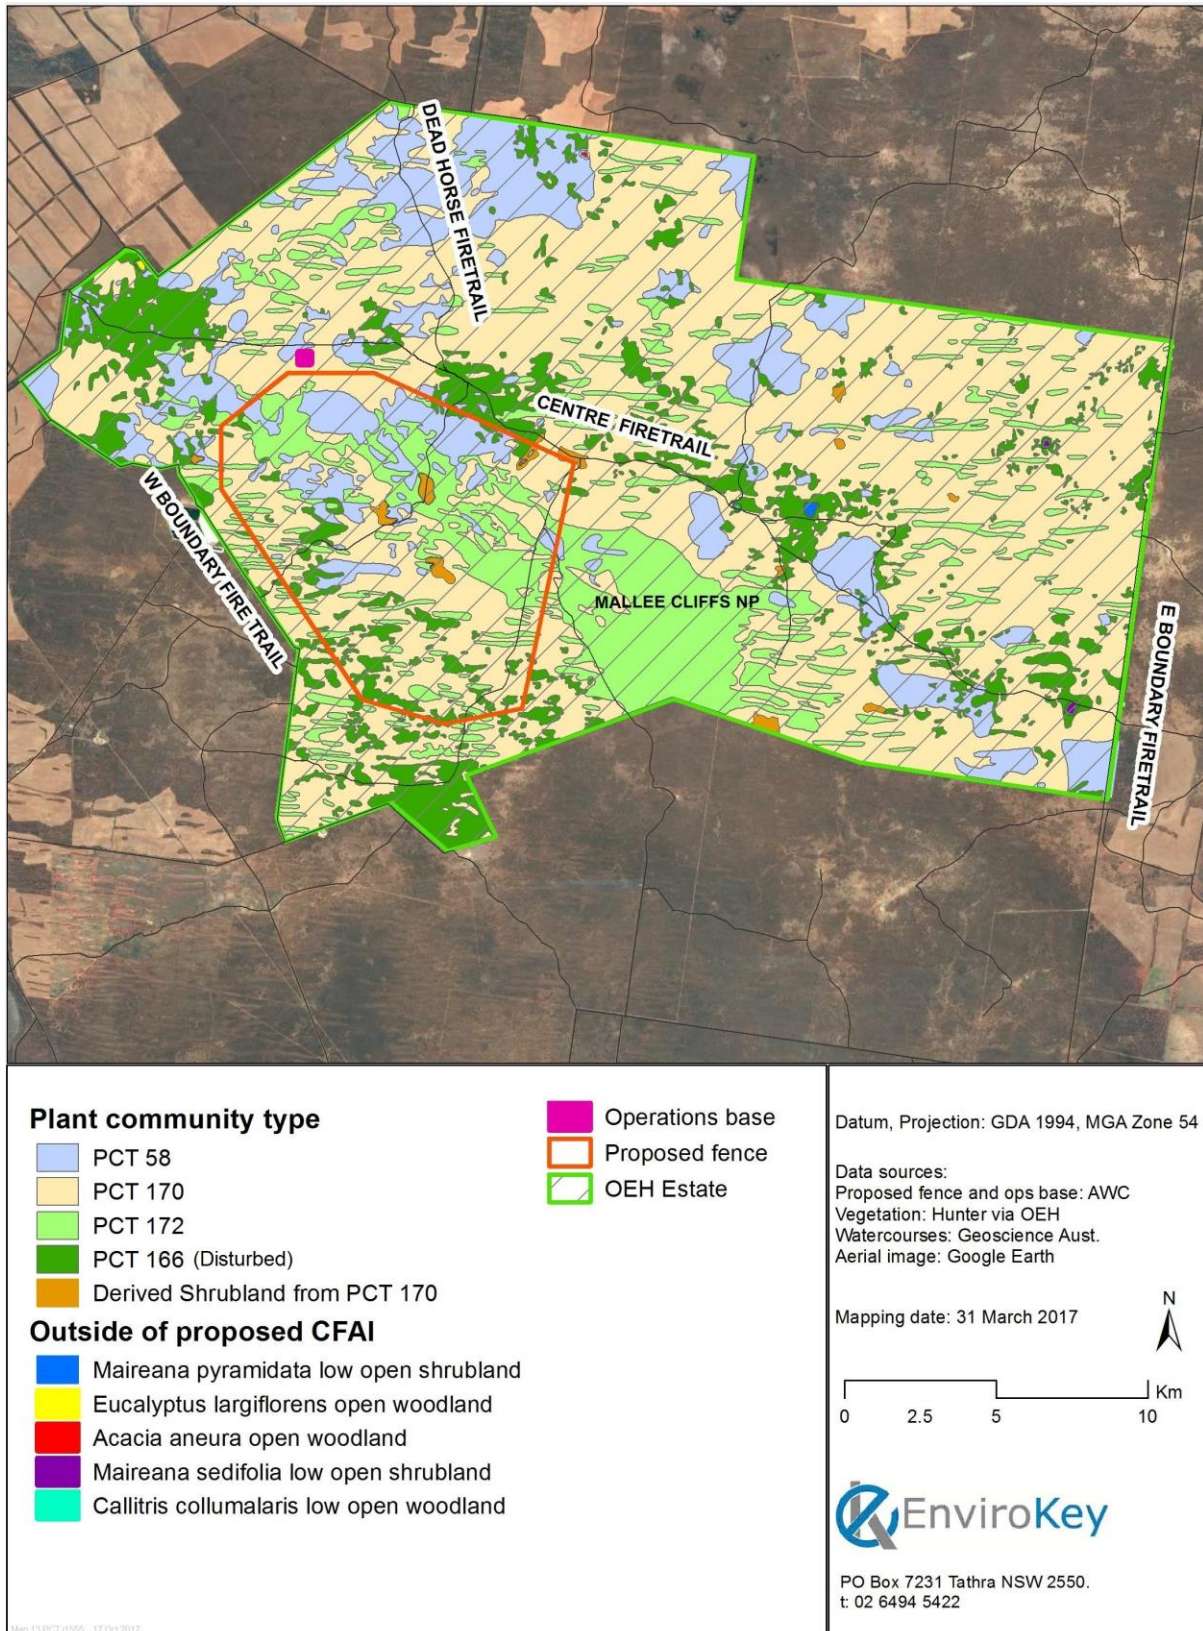 DEAD HORSE FIRETRAIL
CENTRE FIRETRAIL
W BOUNDARY FIRE TRAIL
MALLEE CLIFFS NP
E BOUNDARY FIRETRAIL
Plant community type
PCT 58
PCT 170
PCT 172
PCT 166 (Disturbed)
Derived Shrubland from PCT 170
Outside of proposed CFAI
Maireana pyramidata low open shrubland
Eucalyptus largiflorens open woodland
Acacia aneura open woodland
Maireana sedifolia low open shrubland
Callitris collumalaris low open woodland
Operations base
Proposed fence
OEH Estate
Datum, Projection: GDA 1994, MGA Zone 54
Data sources:
Proposed fence and ops base: AWC
Vegetation: Hunter via OEH
Watercourses: Geoscience Aust.
Aerial image: Google Earth
Mapping date: 31 March 2017
N
Km
0 2.5 5 10
EnviroKey
PO Box 7231 Tathra NSW 2550.
t: 02 6494 5422